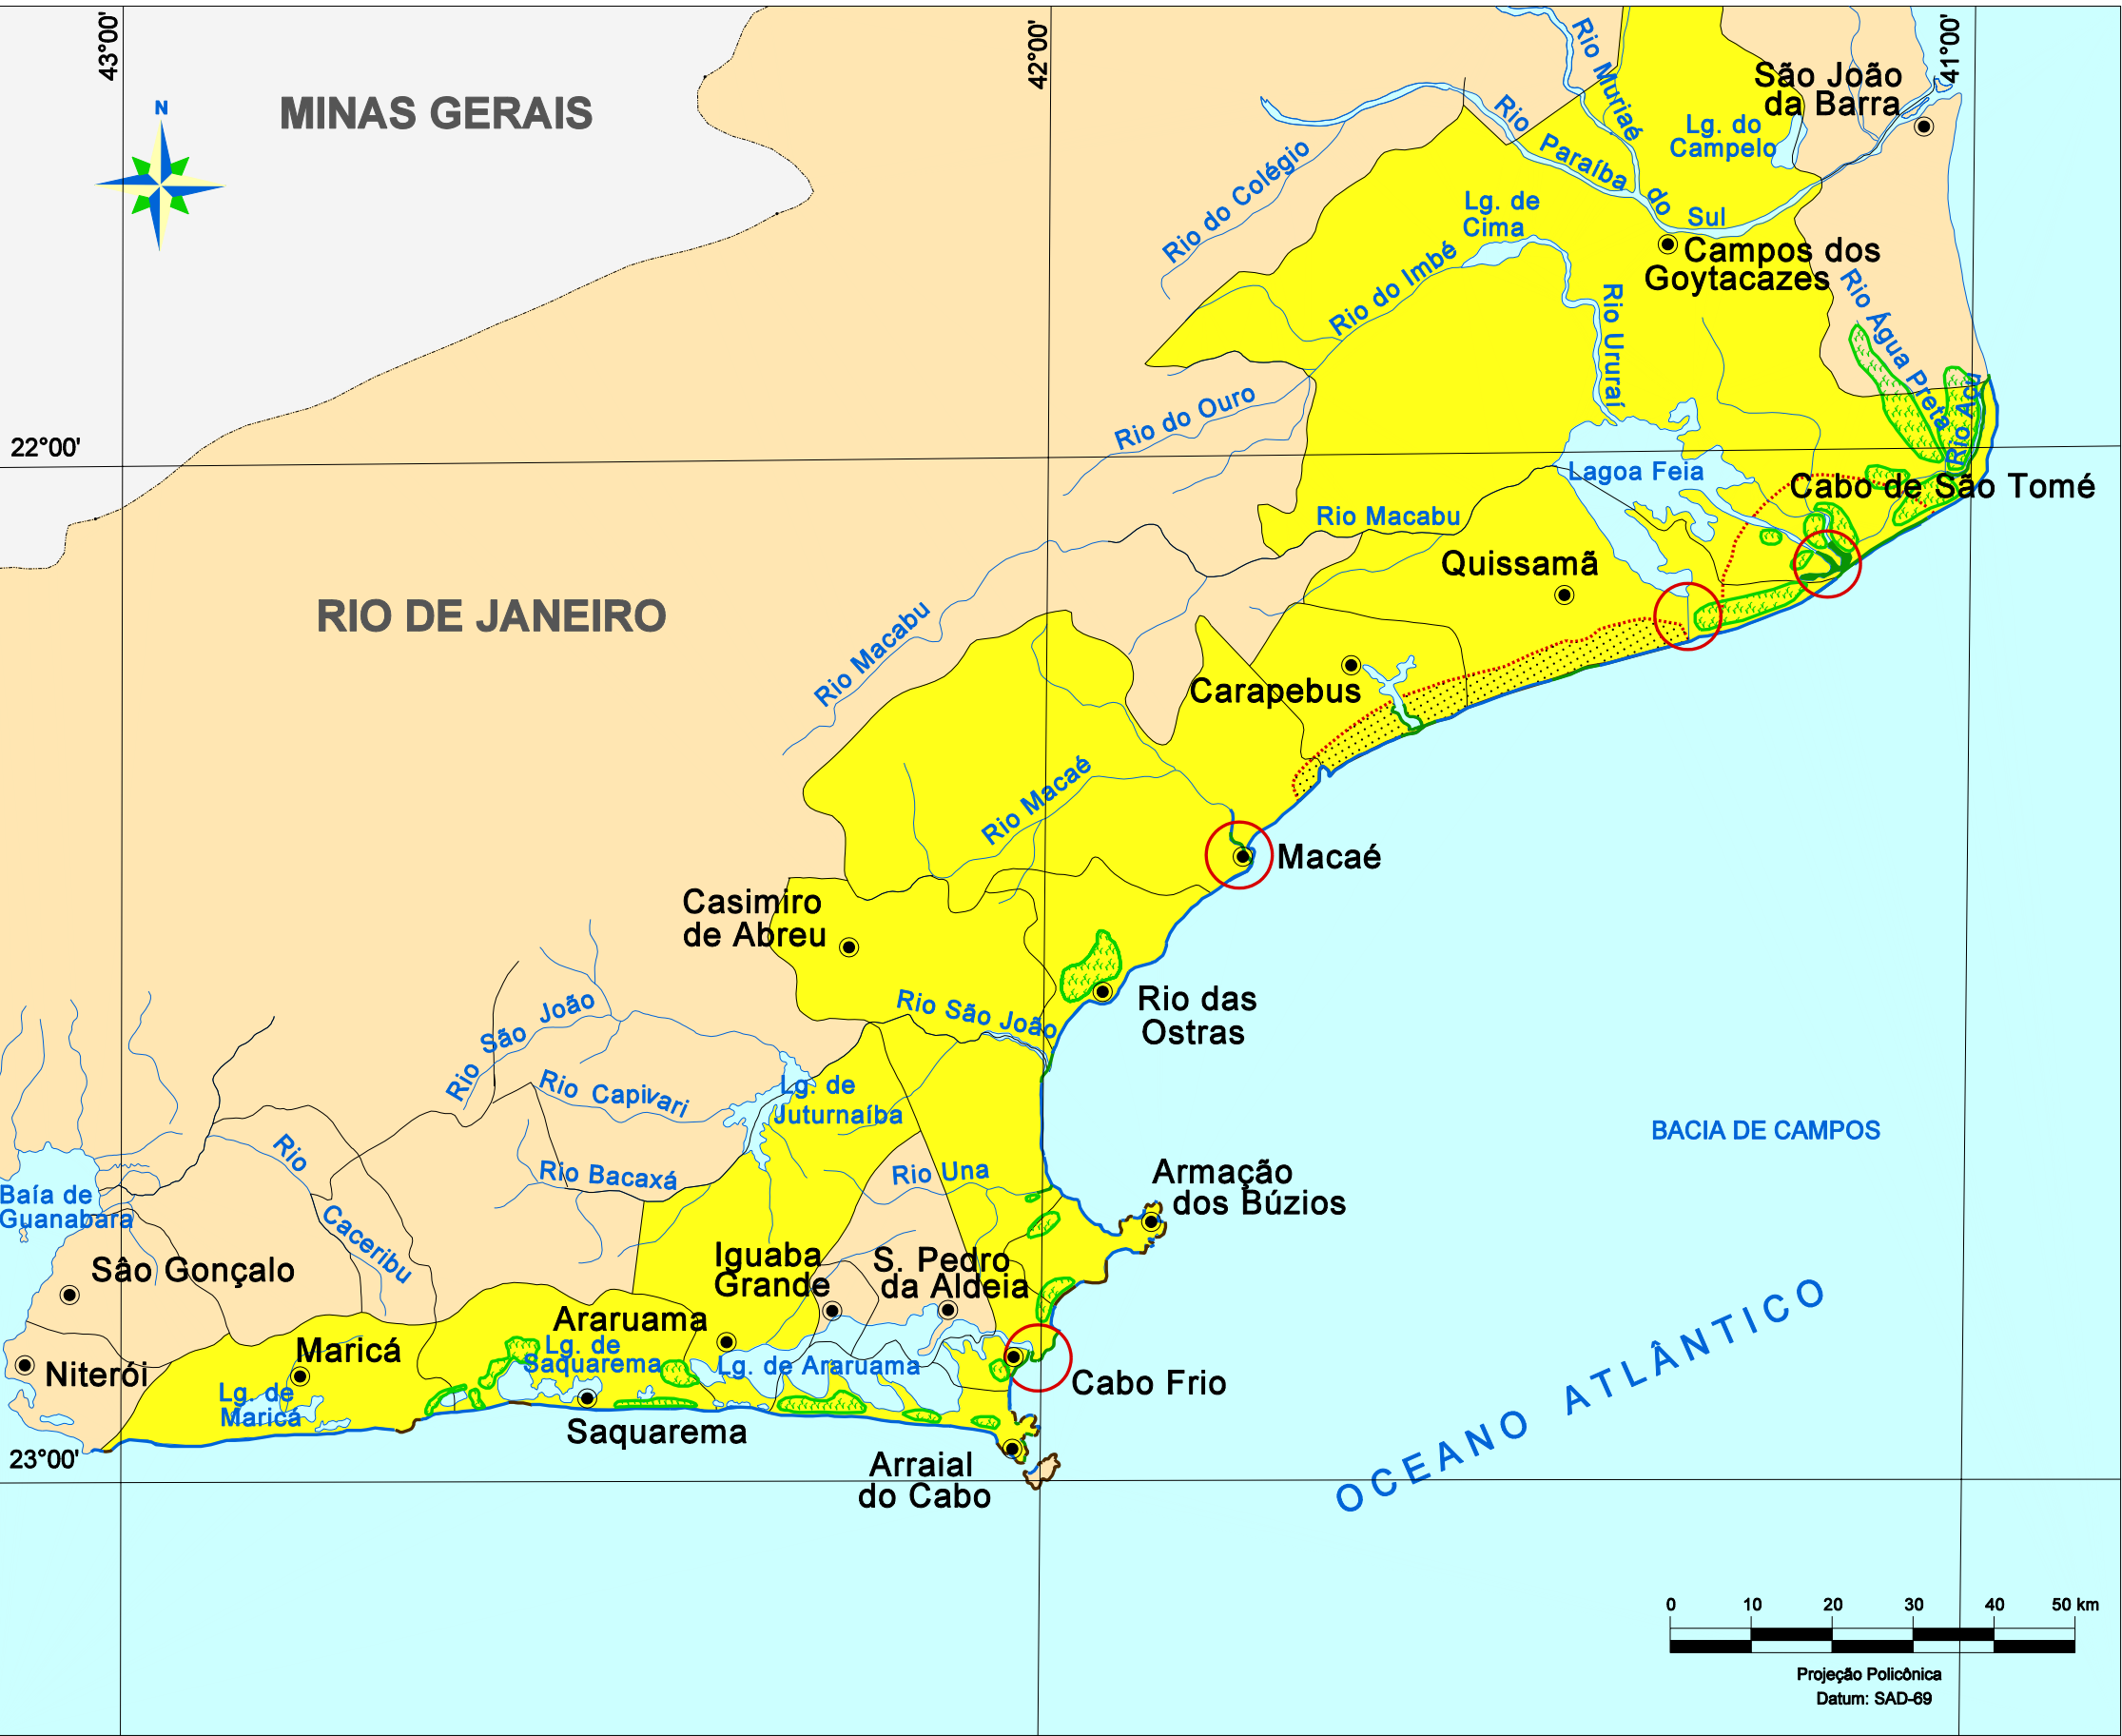 43°00'
42°00'
41°00'
N
MINAS GERAIS
Rio Muriaé
São João
da Barra
Lg. do
Campelo
Rio Paraíba do Sul
Rio do Colégio
Lg. de
Cima
Campos dos
Goytacazes
Rio do Imbé
Rio Ururaí
Rio Água Preta
Rio Açu
Rio do Ouro
22°00'
Lagoa Feia
Cabo de São Tomé
Rio Macabu
Quissamã
RIO DE JANEIRO
Rio Macabu
Carapebus
Rio Macaé
Macaé
Casimiro
de Abreu
Rio São João
Rio das
Ostras
Rio São João
Rio Capivari
Lg. de
Juturnaíba
BACIA DE CAMPOS
Rio
Caceribu
Rio Bacaxá
Rio Una
Armação
dos Búzios
Baía de
Guanabara
Sâo Gonçalo
Iguaba
Grande
S. Pedro
da Aldeia
Araruama
Maricá
Lg. de
Saquarema
Lg. de Araruama
Niterói
Lg. de
Maricá
Cabo Frio
Saquarema
OCEANO ATLÂNTICO
23°00'
Arraial
do Cabo
0 10 20 30 40 50 km
Projeção Policônica
Datum: SAD-69